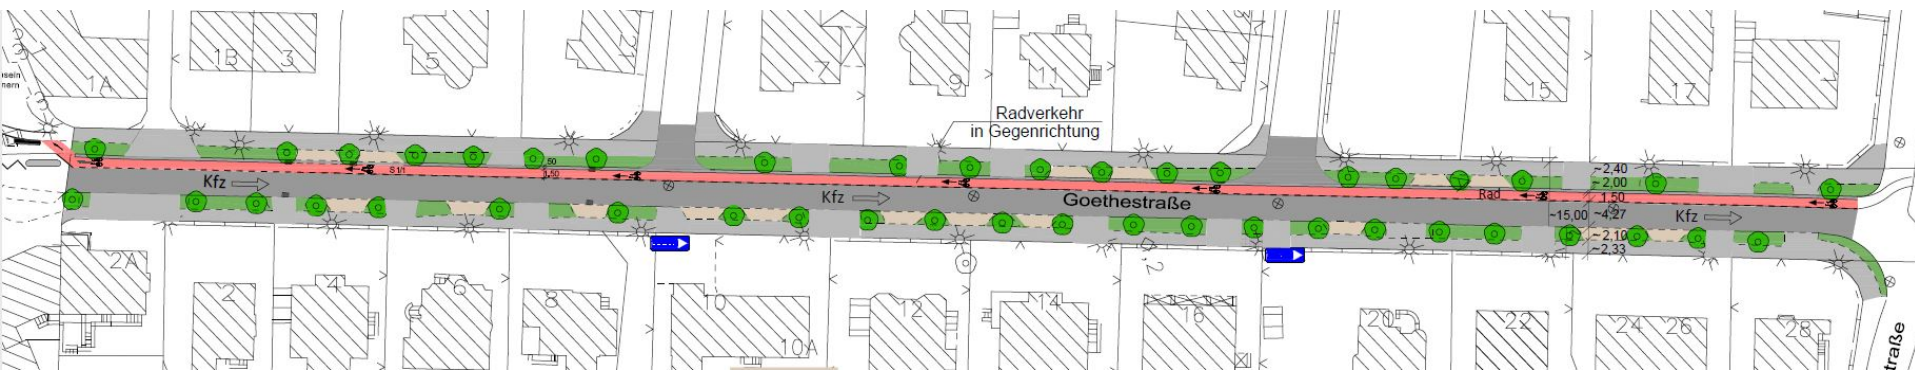 1A
1B
3
5
7
9
11
15
17
Radverkehr
in Gegenrichtung
Kfz
S1/1
Kfz
Goethestraße
Rad
Kfz
~2,40
~2,00
1,50
~15,00
~4,27
~2,10
~2,33
2A
2
4
6
8
10
10A
12
14
16
20
22
24
26
28
traße